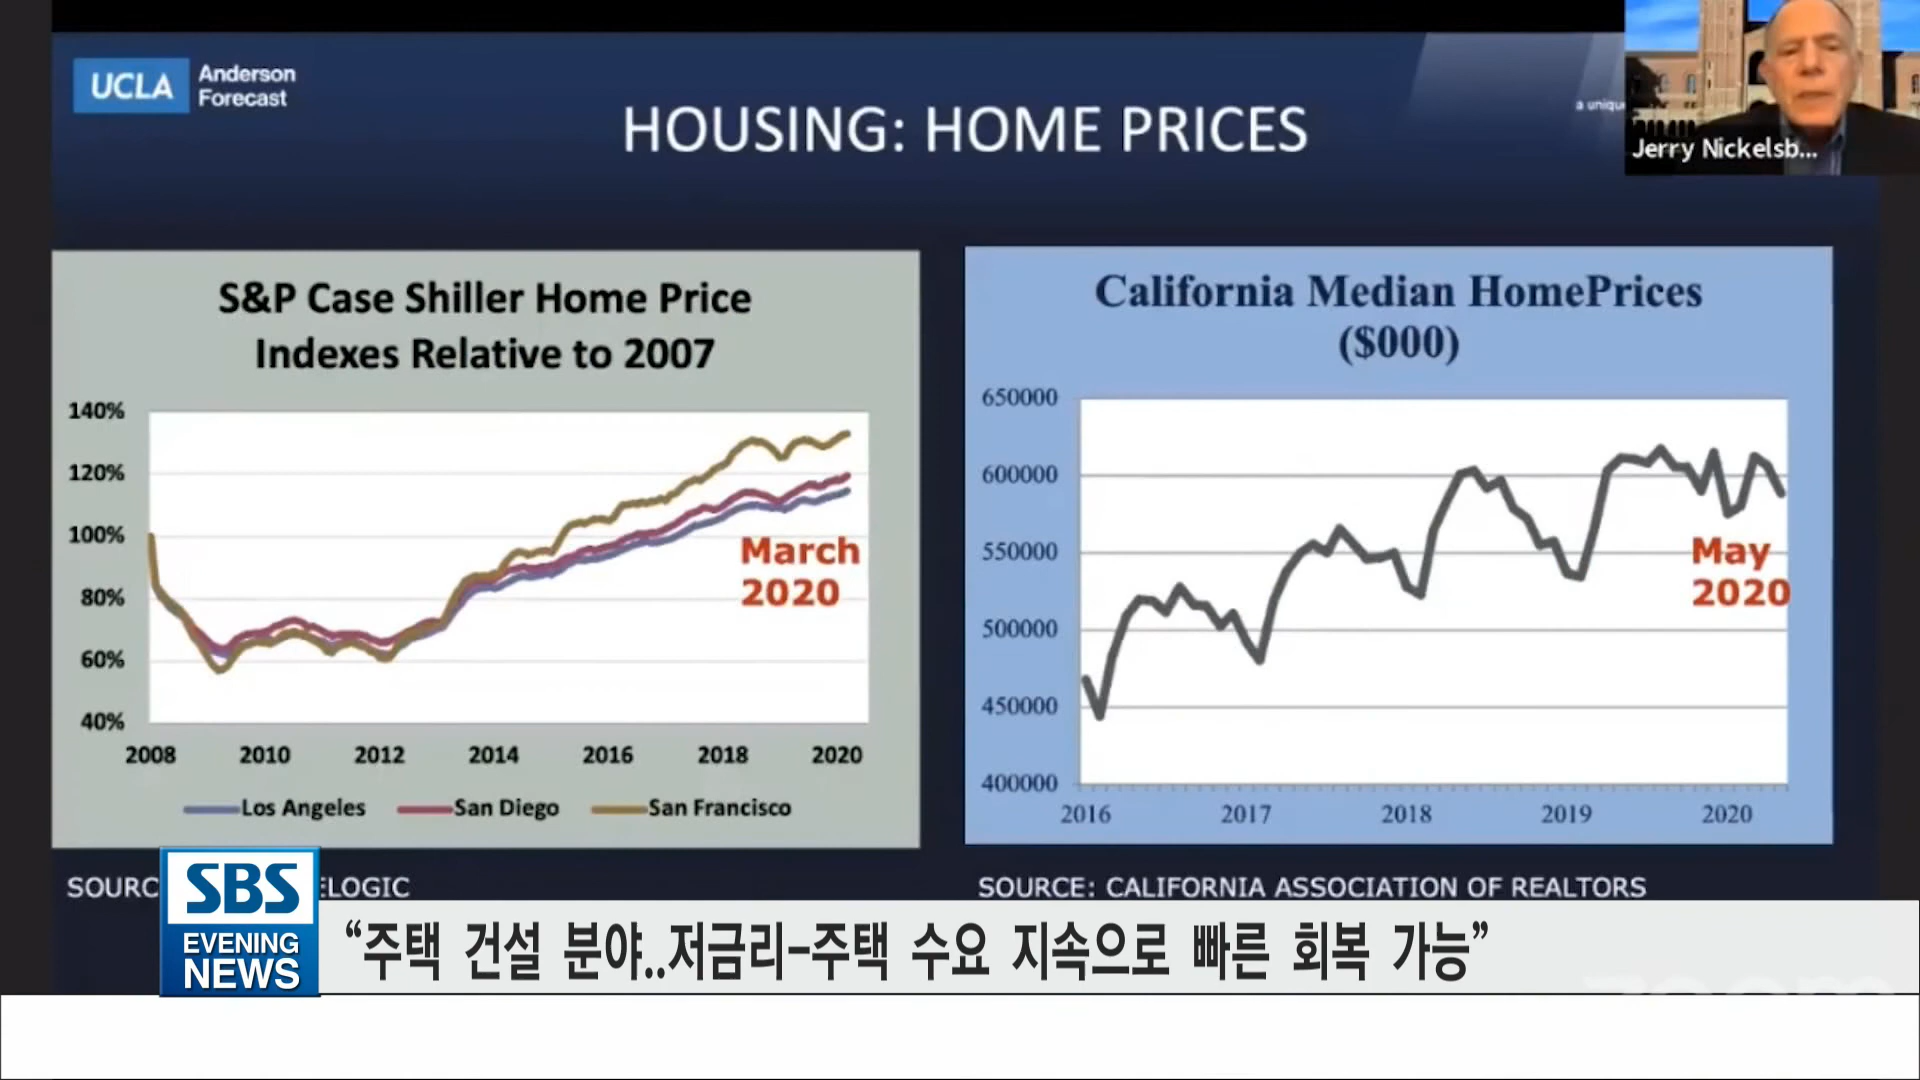 UCLA
Anderson
Forecast
HOUSING: HOME PRICES
a uniqu
Jerry Nickelsb...
S&P Case Shiller Home Price
Indexes Relative to 2007
140%
120%
100%
80%
60%
40%
March
2020
2008 2010 2012 2014 2016 2018 2020
Los Angeles San Diego San Francisco
California Median HomePrices
($000)
650000
600000
550000
500000
450000
400000
May
2020
2016 2017 2018 2019 2020
SOURC ELOGIC
SOURCE: CALIFORNIA ASSOCIATION OF REALTORS
SBS
EVENING
NEWS
“주택 건설 분야..저금리-주택 수요 지속으로 빠른 회복 가능”